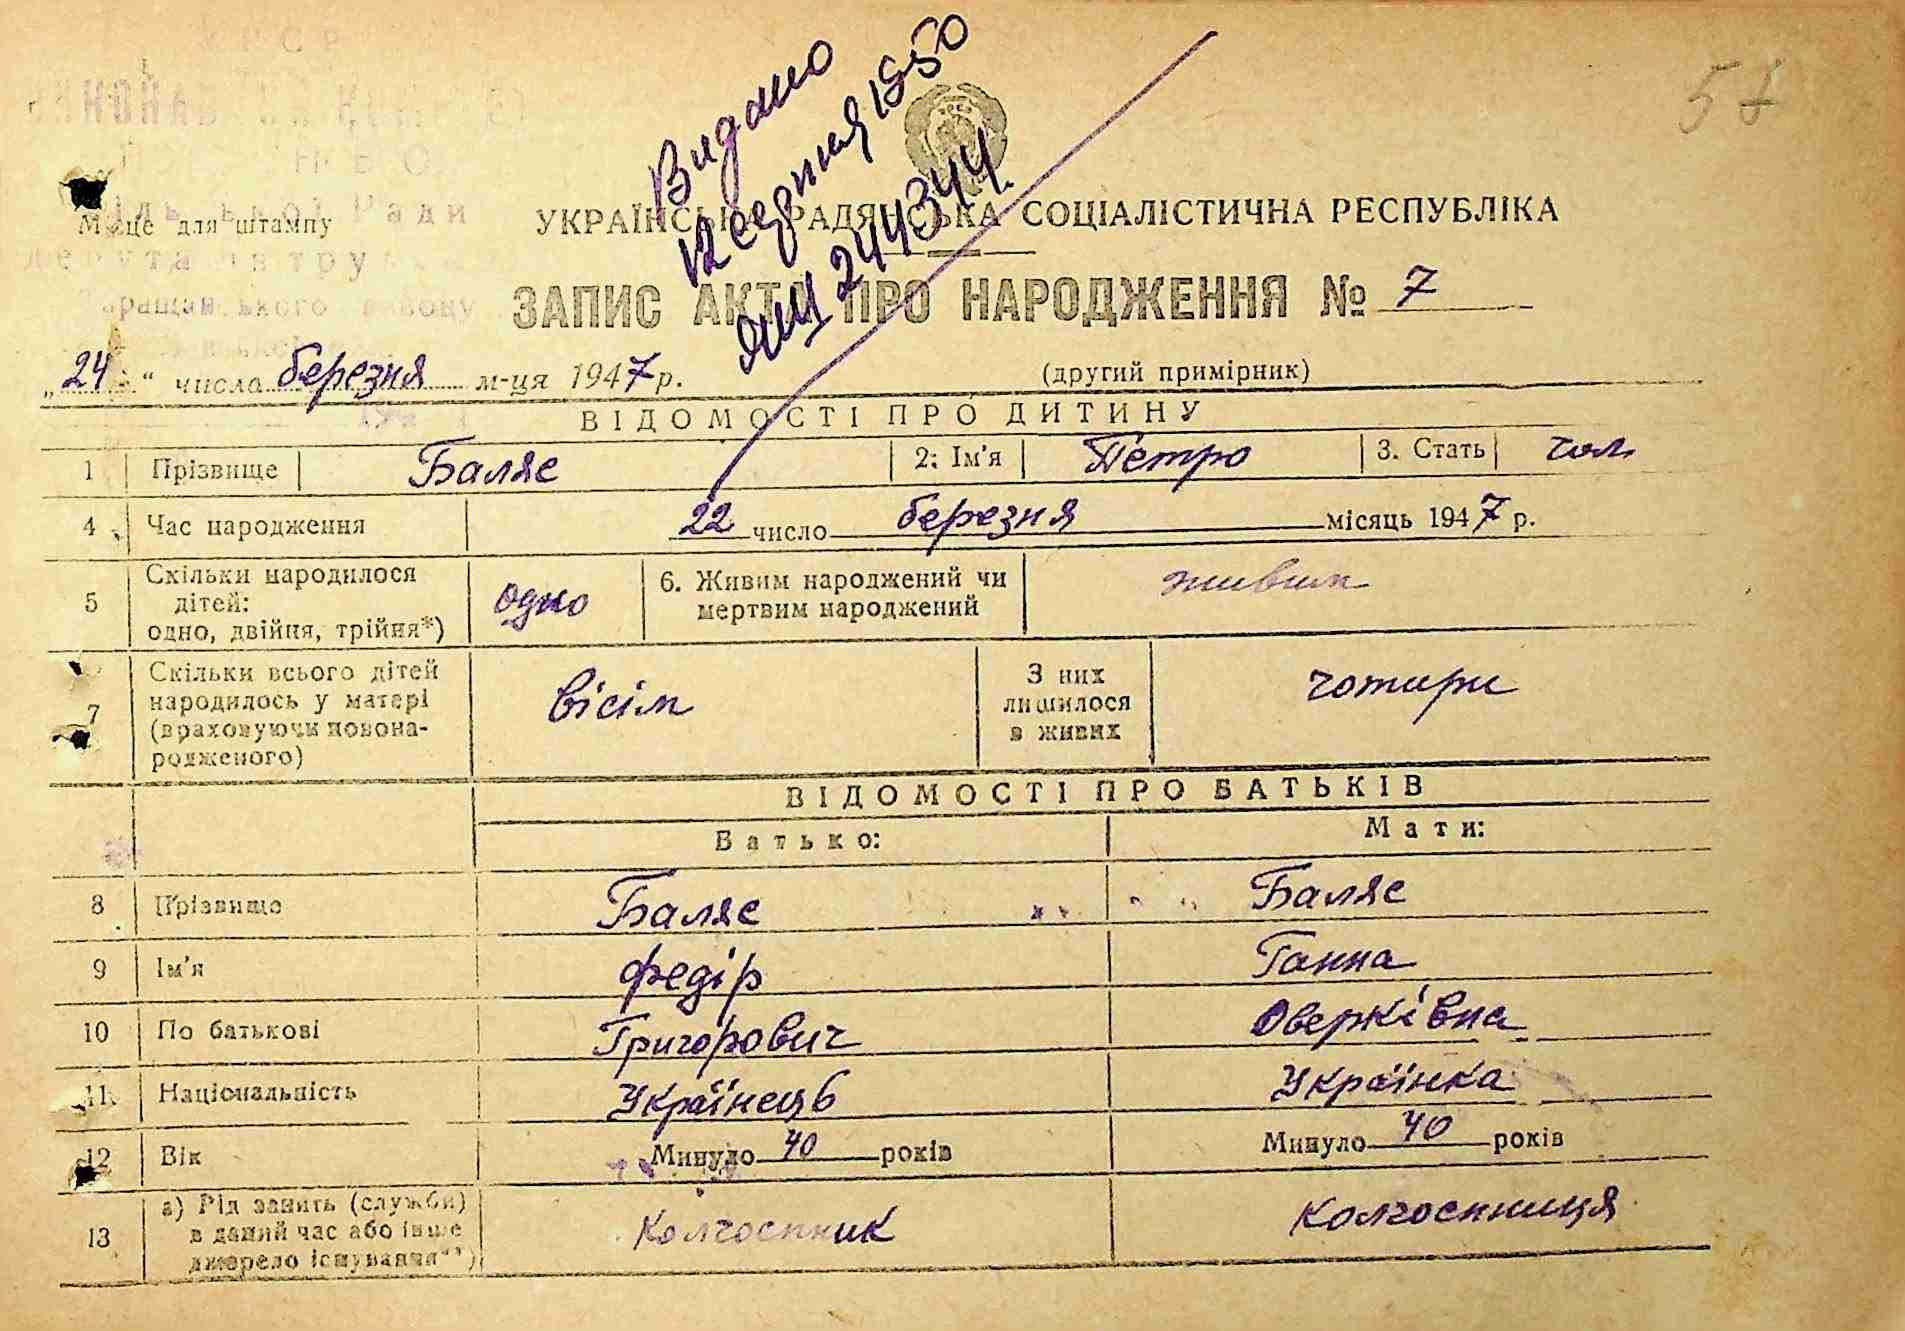 57
Видано
12 серпня 1950
ЯШ 244344
Місце для штампу
УКРАЇНСЬКА РАДЯНСЬКА СОЦІАЛІСТИЧНА РЕСПУБЛІКА
ЗАПИС АКТА ПРО НАРОДЖЕННЯ № 7
„24“ числа березня м-ця 1947 р.
(другий примірник)
ВІДОМОСТІ ПРО ДИТИНУ
1 Прізвище Баляс 2. Ім'я Петро 3. Стать чол.
4 Час народження 22 число березня місяць 1947 р.
5 Скільки народилося дітей: одно, двійня, трійня*) одно 6. Живим народжений чи мертвим народжений живим
7 Скільки всього дітей народилось у матері (враховуючи новонародженого) вісім З них лишилося в живих чотири
ВІДОМОСТІ ПРО БАТЬКІВ
Батько: Мати:
8 Прізвище Баляс Баляс
9 Ім'я Федір Ганна
10 По батькові Григорович Оверківна
11. Національність Українець Українка
12 Вік Минуло 40 років Минуло 40 років
13 а) Рід занять (служби) в даний час або інше джерело існування**) Колгоспник Колгоспниця